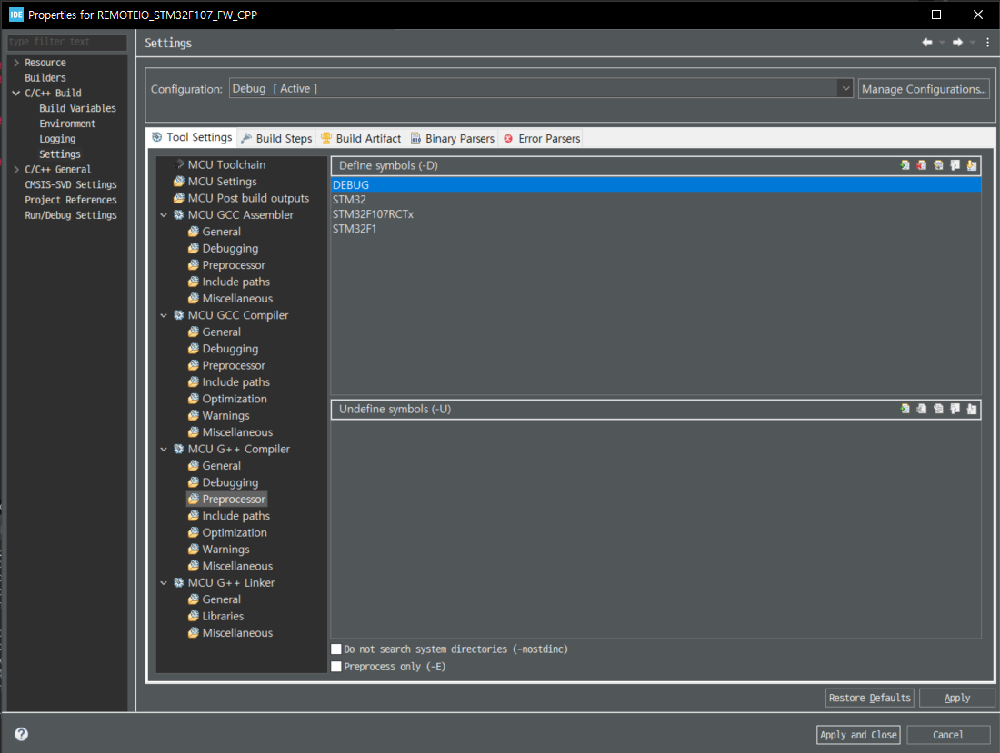 IDE Properties for REMOTEIO_STM32F107_FW_CPP
type filter text
Settings
Resource
Builders
C/C++ Build
Build Variables
Environment
Logging
Settings
C/C++ General
CMSIS-SVD Settings
Project References
Run/Debug Settings
Configuration: Debug [ Active ] Manage Configurations...
Tool Settings Build Steps Build Artifact Binary Parsers Error Parsers
MCU Toolchain
MCU Settings
MCU Post build outputs
MCU GCC Assembler
General
Debugging
Preprocessor
Include paths
Miscellaneous
MCU GCC Compiler
General
Debugging
Preprocessor
Include paths
Optimization
Warnings
Miscellaneous
MCU G++ Compiler
General
Debugging
Preprocessor
Include paths
Optimization
Warnings
Miscellaneous
MCU G++ Linker
General
Libraries
Miscellaneous
Define symbols (-D)
DEBUG
STM32
STM32F107RCTx
STM32F1
Undefine symbols (-U)
Do not search system directories (-nostdinc)
Preprocess only (-E)
Restore Defaults Apply
Apply and Close Cancel